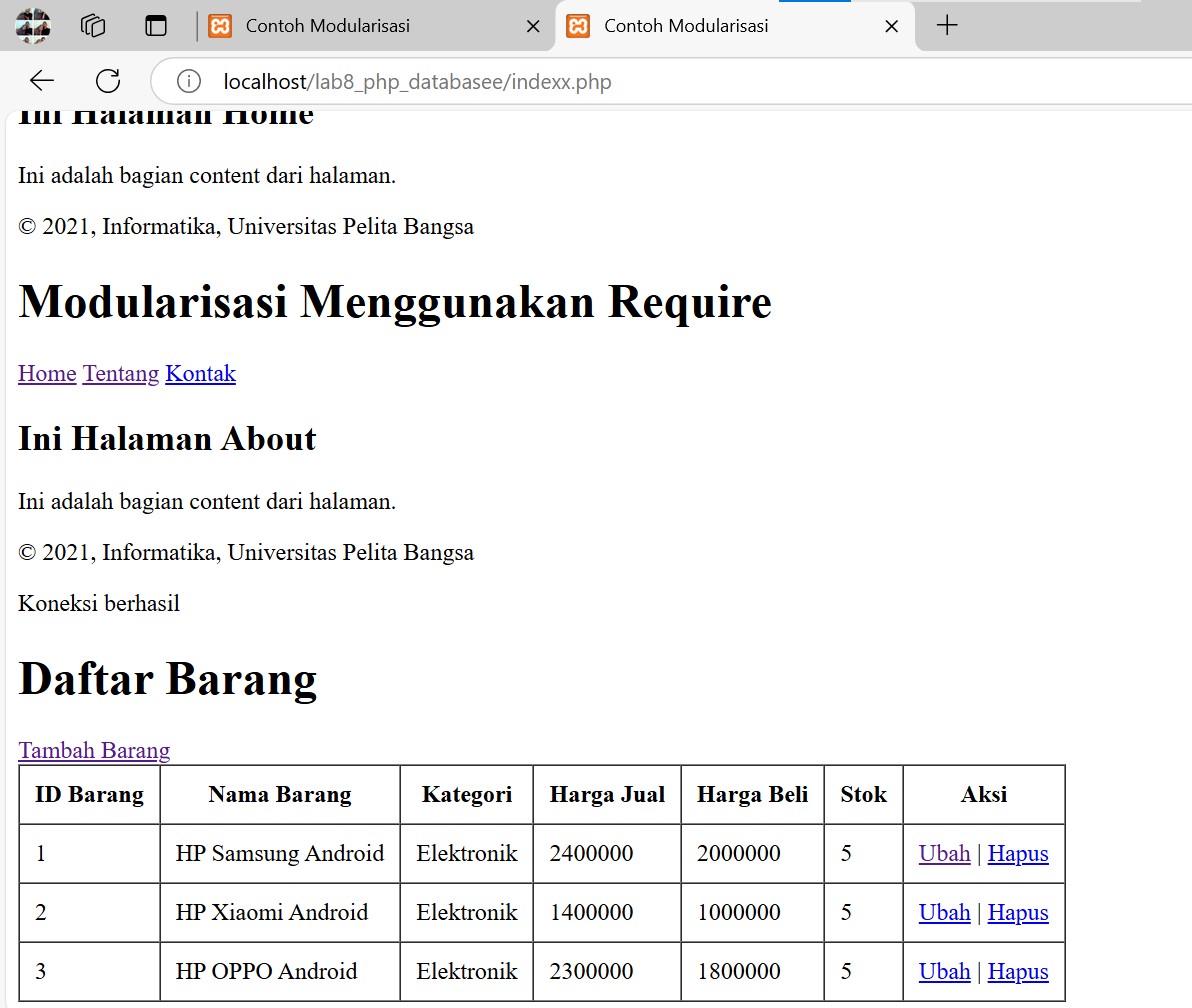 Contoh Modularisasi
Contoh Modularisasi
localhost/lab8_php_databasee/indexx.php
Ini Halaman Home
Ini adalah bagian content dari halaman.
© 2021, Informatika, Universitas Pelita Bangsa
Modularisasi Menggunakan Require
Home Tentang Kontak
Ini Halaman About
Ini adalah bagian content dari halaman.
© 2021, Informatika, Universitas Pelita Bangsa
Koneksi berhasil
Daftar Barang
Tambah Barang
ID Barang Nama Barang Kategori Harga Jual Harga Beli Stok Aksi
1 HP Samsung Android Elektronik 2400000 2000000 5 Ubah | Hapus
2 HP Xiaomi Android Elektronik 1400000 1000000 5 Ubah | Hapus
3 HP OPPO Android Elektronik 2300000 1800000 5 Ubah | Hapus